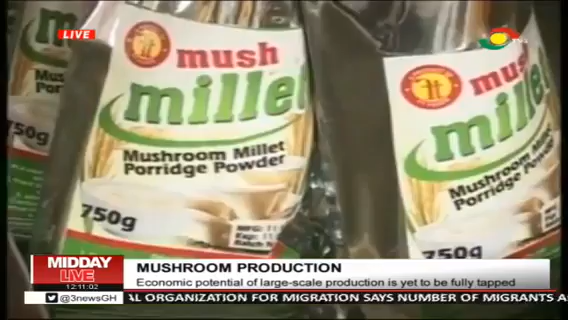 LIVE
mush
millet
Mushroom Millet
Porridge Powder
750g
mush
mille
Mushroom Millet
Porridge Powder
750g
750g
MIDDAY
LIVE
12:11:02
MUSHROOM PRODUCTION
Economic potential of large-scale production is yet to be fully tapped
@3newsGH
AL ORGANIZATION FOR MIGRATION SAYS NUMBER OF MIGRANTS A